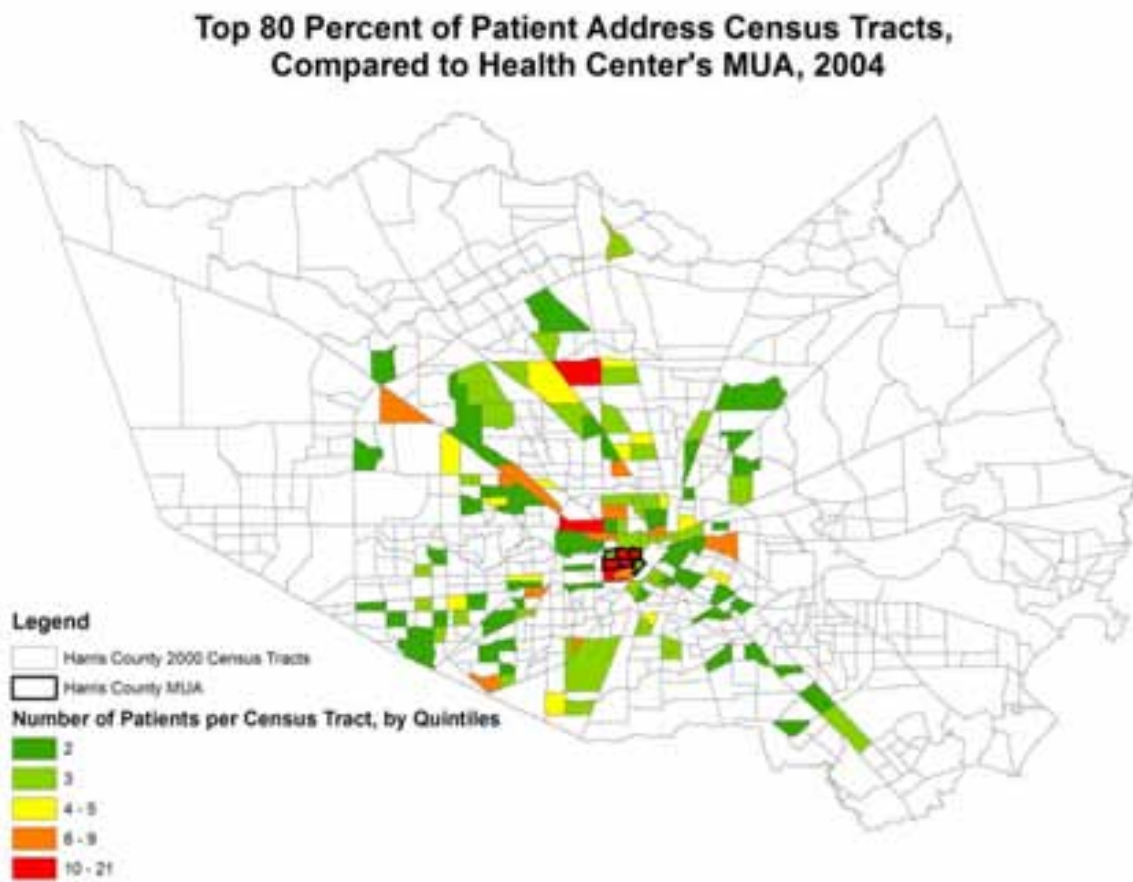 Top 80 Percent of Patient Address Census Tracts,
Compared to Health Center's MUA, 2004
Legend
Harris County 2000 Census Tracts
Harris County MUA
Number of Patients per Census Tract, by Quintiles
2
3
4 - 5
6 - 9
10 - 21